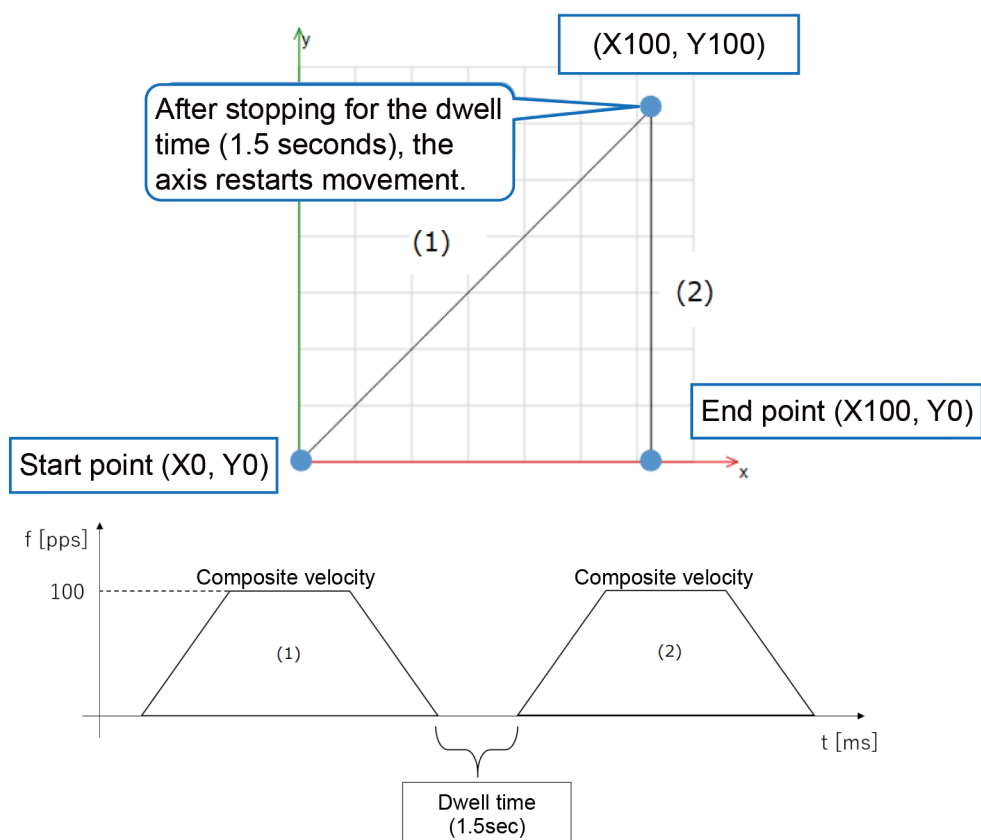 y
(X100, Y100)
After stopping for the dwell
time (1.5 seconds), the
axis restarts movement.
(1)
(2)
End point (X100, Y0)
Start point (X0, Y0)
x
f [pps]
100
Composite velocity
Composite velocity
(1)
(2)
t [ms]
Dwell time
(1.5sec)